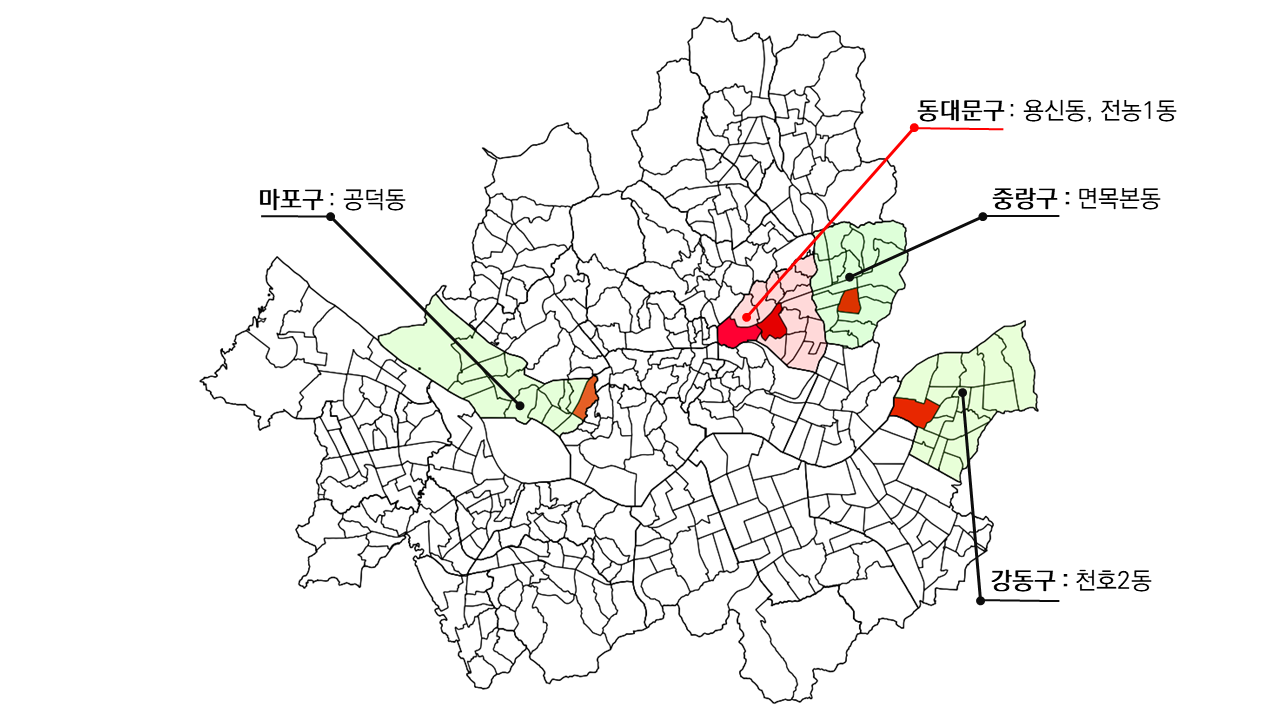 동대문구 : 용신동, 전농1동
마포구 : 공덕동
중랑구 : 면목본동
강동구 : 천호2동